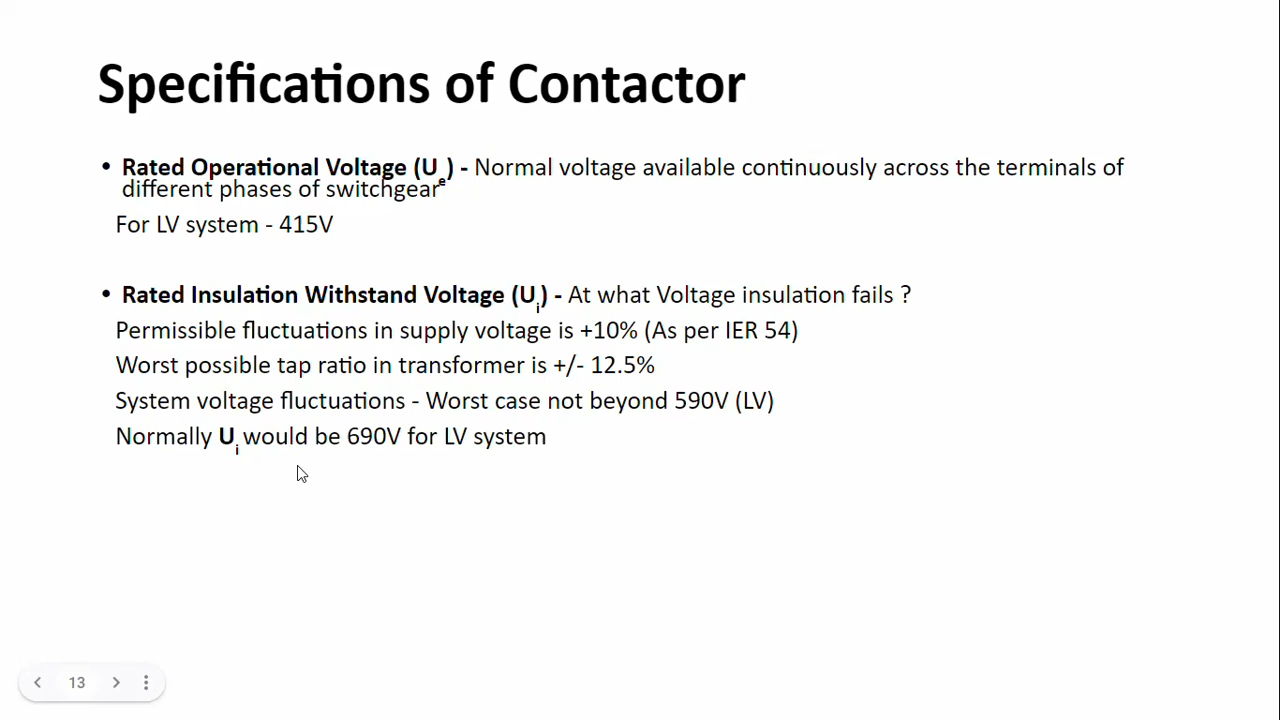 Specifications of Contactor
• Rated Operational Voltage (Ue) - Normal voltage available continuously across the terminals of
different phases of switchgear
For LV system - 415V
• Rated Insulation Withstand Voltage (Ui) - At what Voltage insulation fails ?
Permissible fluctuations in supply voltage is +10% (As per IER 54)
Worst possible tap ratio in transformer is +/- 12.5%
System voltage fluctuations - Worst case not beyond 590V (LV)
Normally Ui would be 690V for LV system
13